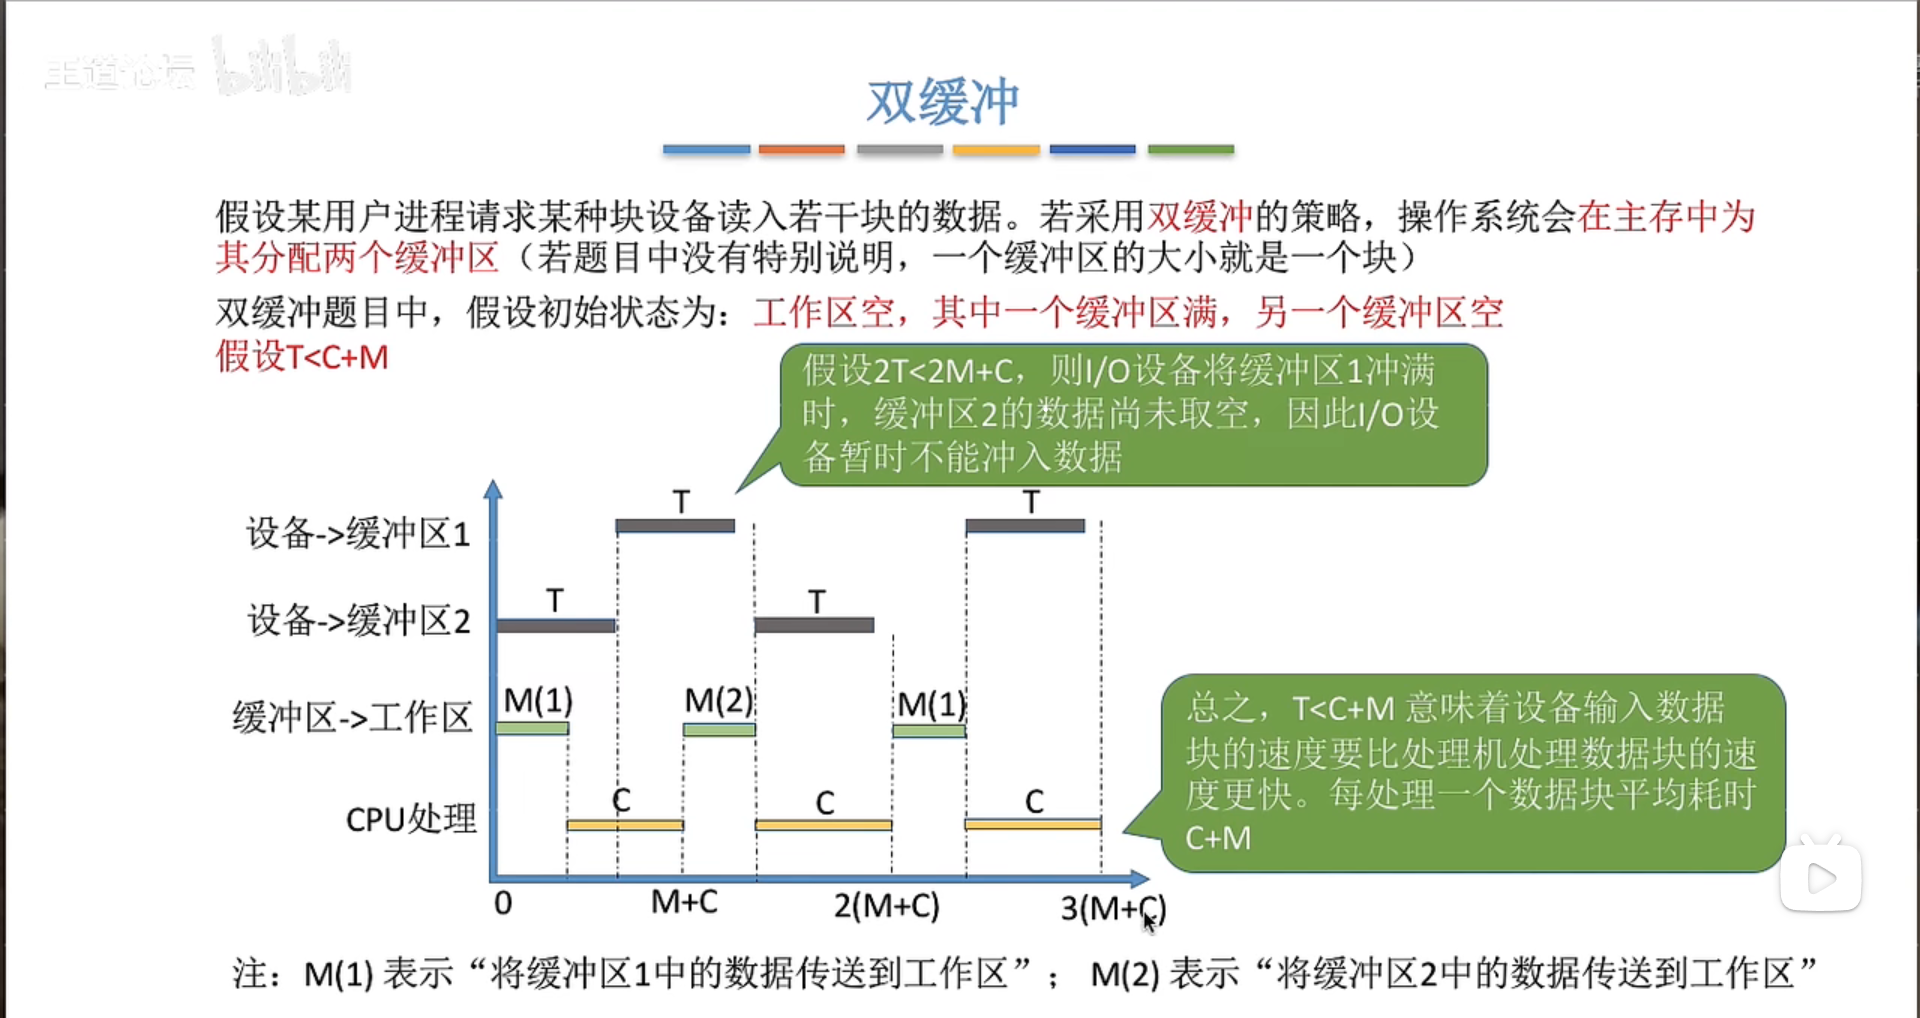 王道论坛 bilibili
双缓冲
假设某用户进程请求某种块设备读入若干块的数据。若采用双缓冲的策略，操作系统会在主存中为
其分配两个缓冲区（若题目中没有特别说明，一个缓冲区的大小就是一个块）
双缓冲题目中，假设初始状态为：工作区空，其中一个缓冲区满，另一个缓冲区空
假设T<C+M
假设2T<2M+C，则I/O设备将缓冲区1冲满
时，缓冲区2的数据尚未取空，因此I/O设
备暂时不能冲入数据
T T
设备->缓冲区1
T T
设备->缓冲区2
M(1) M(2) M(1)
缓冲区->工作区
总之，T<C+M 意味着设备输入数据
块的速度要比处理机处理数据块的速
度更快。每处理一个数据块平均耗时
C+M
C C C
CPU处理
0 M+C 2(M+C) 3(M+C)
注：M(1) 表示“将缓冲区1中的数据传送到工作区”； M(2) 表示“将缓冲区2中的数据传送到工作区”